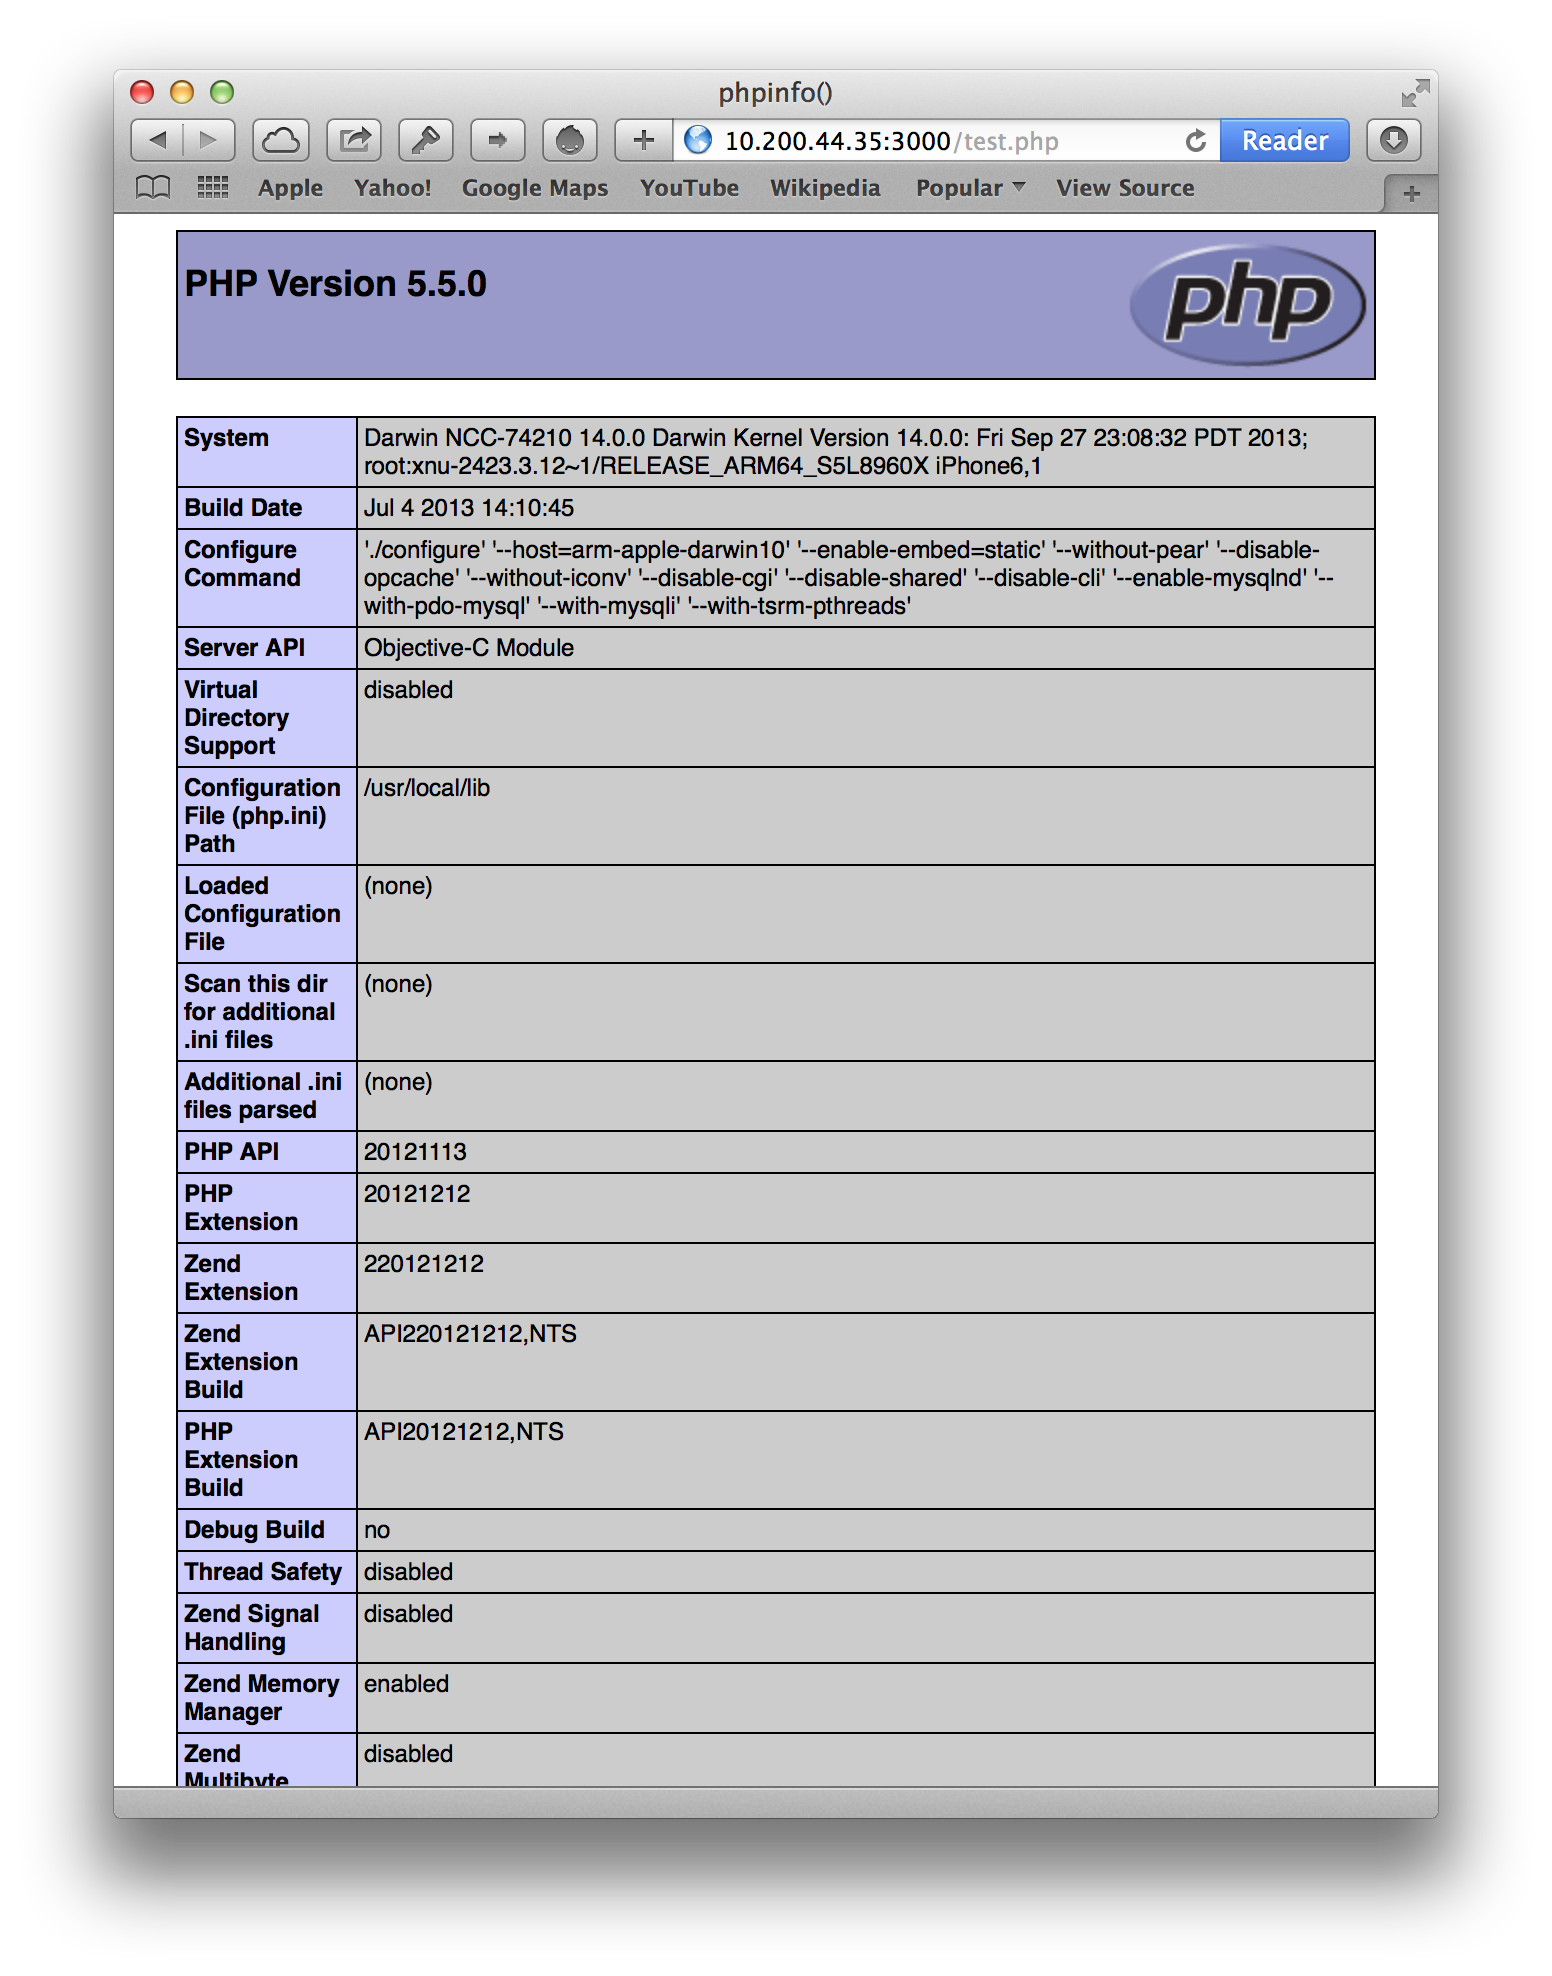 phpinfo()
10.200.44.35:3000/test.php
Reader
Apple
Yahoo!
Google Maps
YouTube
Wikipedia
Popular
View Source
PHP Version 5.5.0
php
System
Darwin NCC-74210 14.0.0 Darwin Kernel Version 14.0.0: Fri Sep 27 23:08:32 PDT 2013;
root:xnu-2423.3.12~1/RELEASE_ARM64_S5L8960X iPhone6,1
Build Date
Jul 4 2013 14:10:45
Configure
Command
'./configure' '--host=arm-apple-darwin10' '--enable-embed=static' '--without-pear' '--disable-
opcache' '--without-iconv' '--disable-cgi' '--disable-shared' '--disable-cli' '--enable-mysqlnd' '--
with-pdo-mysql' '--with-mysqli' '--with-tsrm-pthreads'
Server API
Objective-C Module
Virtual
Directory
Support
disabled
Configuration
File (php.ini)
Path
/usr/local/lib
Loaded
Configuration
File
(none)
Scan this dir
for additional
.ini files
(none)
Additional .ini
files parsed
(none)
PHP API
20121113
PHP
Extension
20121212
Zend
Extension
220121212
Zend
Extension
Build
API220121212,NTS
PHP
Extension
Build
API20121212,NTS
Debug Build
no
Thread Safety
disabled
Zend Signal
Handling
disabled
Zend Memory
Manager
enabled
Zend
Multibyte
disabled